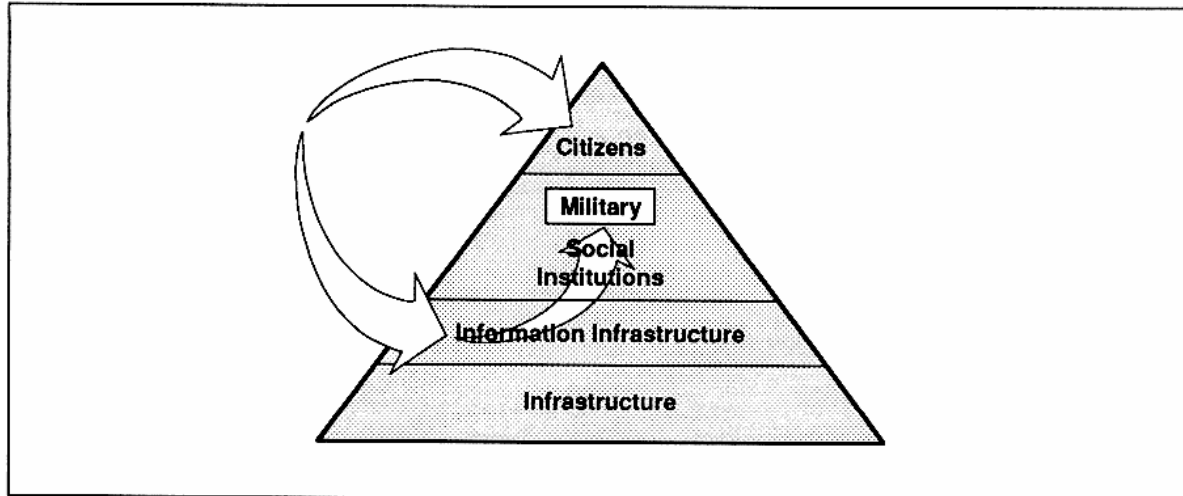 Citizens
Military
Social
Institutions
Information Infrastructure
Infrastructure